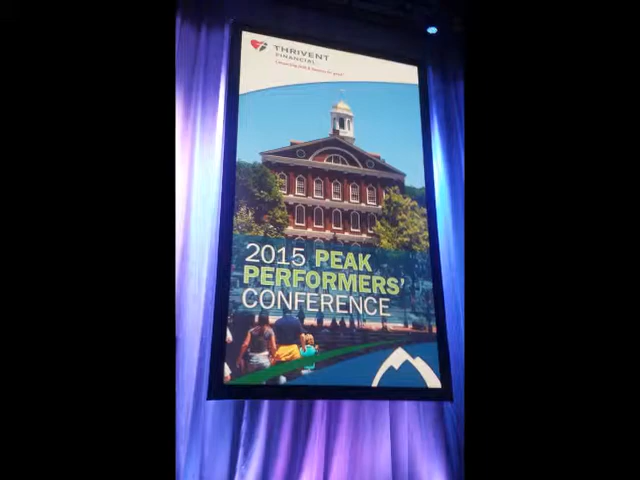 THRIVENT
FINANCIAL
2015 PEAK
PERFORMERS'
CONFERENCE